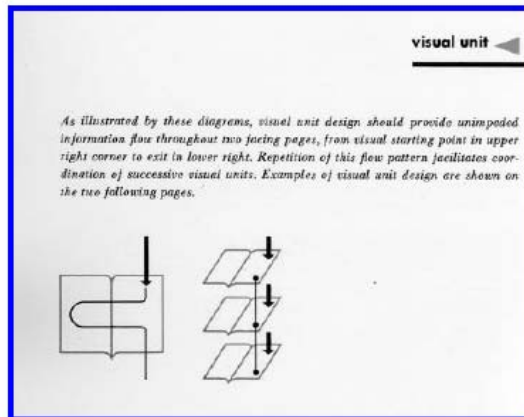 visual unit
As illustrated by these diagrams, visual unit design should provide unimpeded
information flow throughout two facing pages, from visual starting point in upper
right corner to exit in lower right. Repetition of this flow pattern facilitates coor-
dination of successive visual units. Examples of visual unit design are shown on
the two following pages.